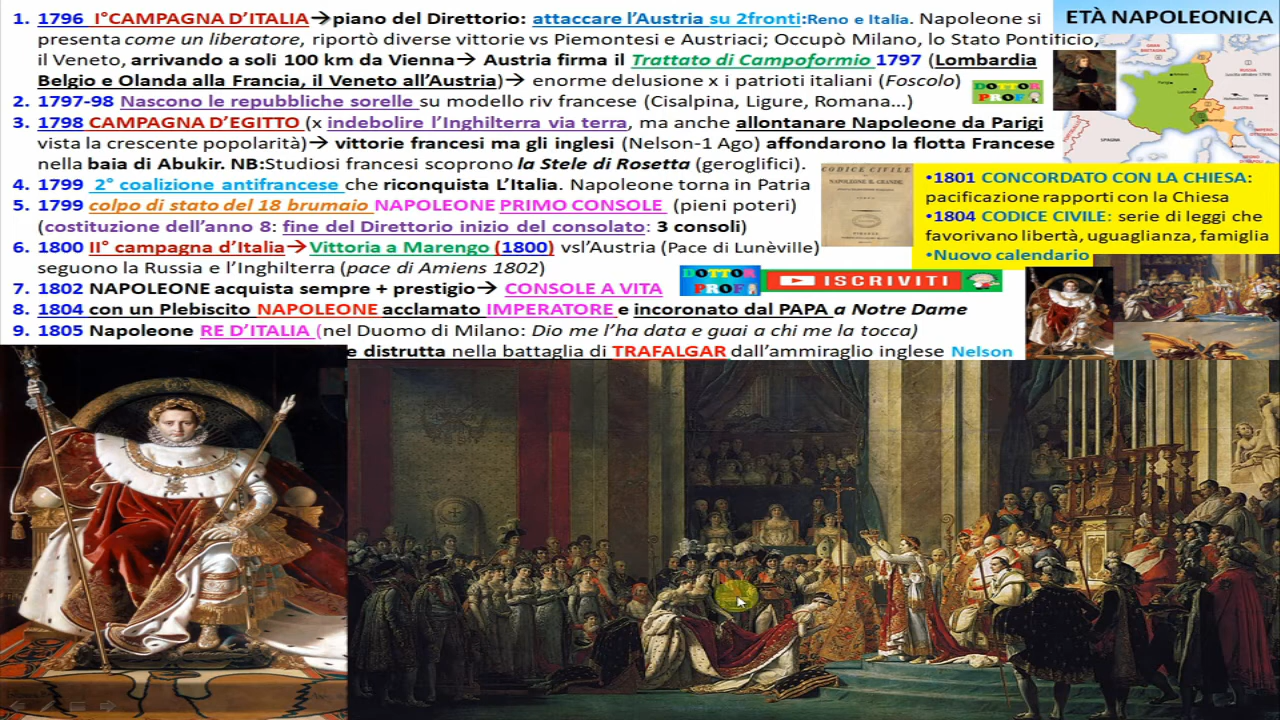 ETÀ NAPOLEONICA
1. 1796 I°CAMPAGNA D'ITALIA→piano del Direttorio: attaccare l'Austria su 2fronti:Reno e Italia. Napoleone si
presenta come un liberatore, riportò diverse vittorie vs Piemontesi e Austriaci; Occupò Milano, lo Stato Pontificio,
il Veneto, arrivando a soli 100 km da Vienna→ Austria firma il Trattato di Campoformio 1797 (Lombardia
Belgio e Olanda alla Francia, il Veneto all'Austria)→ enorme delusione x i patrioti italiani (Foscolo)
2. 1797-98 Nascono le repubbliche sorelle su modello riv francese (Cisalpina, Ligure, Romana...)
3. 1798 CAMPAGNA D'EGITTO (x indebolire l'Inghilterra via terra, ma anche allontanare Napoleone da Parigi
vista la crescente popolarità)→ vittorie francesi ma gli inglesi (Nelson-1 Ago) affondarono la flotta Francese
nella baia di Abukir. NB:Studiosi francesi scoprono la Stele di Rosetta (geroglifici).
4. 1799 2° coalizione antifrancese che riconquista L'Italia. Napoleone torna in Patria
5. 1799 colpo di stato del 18 brumaio NAPOLEONE PRIMO CONSOLE (pieni poteri)
(costituzione dell'anno 8: fine del Direttorio inizio del consolato: 3 consoli)
6. 1800 II° campagna d'Italia→Vittoria a Marengo (1800) vsl'Austria (Pace di Lunèville)
seguono la Russia e l'Inghilterra (pace di Amiens 1802)
7. 1802 NAPOLEONE acquista sempre + prestigio→ CONSOLE A VITA
8. 1804 con un Plebiscito NAPOLEONE acclamato IMPERATORE e incoronato dal PAPA a Notre Dame
9. 1805 Napoleone RE D'ITALIA (nel Duomo di Milano: Dio me l'ha data e guai a chi me la tocca)
e distrutta nella battaglia di TRAFALGAR dall'ammiraglio inglese Nelson
DOTTOR
PROF
CODICE CIVILE
NAPOLEONE IL GRANDE
•1801 CONCORDATO CON LA CHIESA:
pacificazione rapporti con la Chiesa
•1804 CODICE CIVILE: serie di leggi che
favorivano libertà, uguaglianza, famiglia
•Nuovo calendario
DOTTOR
PROF
ISCRIVITI
SPAGNA